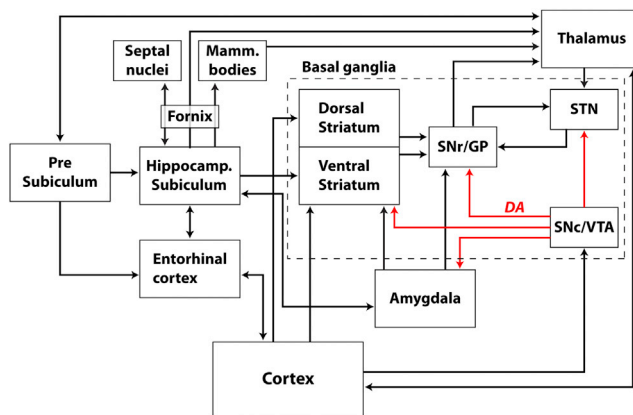 Thalamus
Septal
nuclei
Mamm.
bodies
Basal ganglia
Fornix
Dorsal
Striatum
STN
SNr/GP
Pre
Subiculum
Hippocamp.
Subiculum
Ventral
Striatum
DA
SNc/VTA
Entorhinal
cortex
Amygdala
Cortex